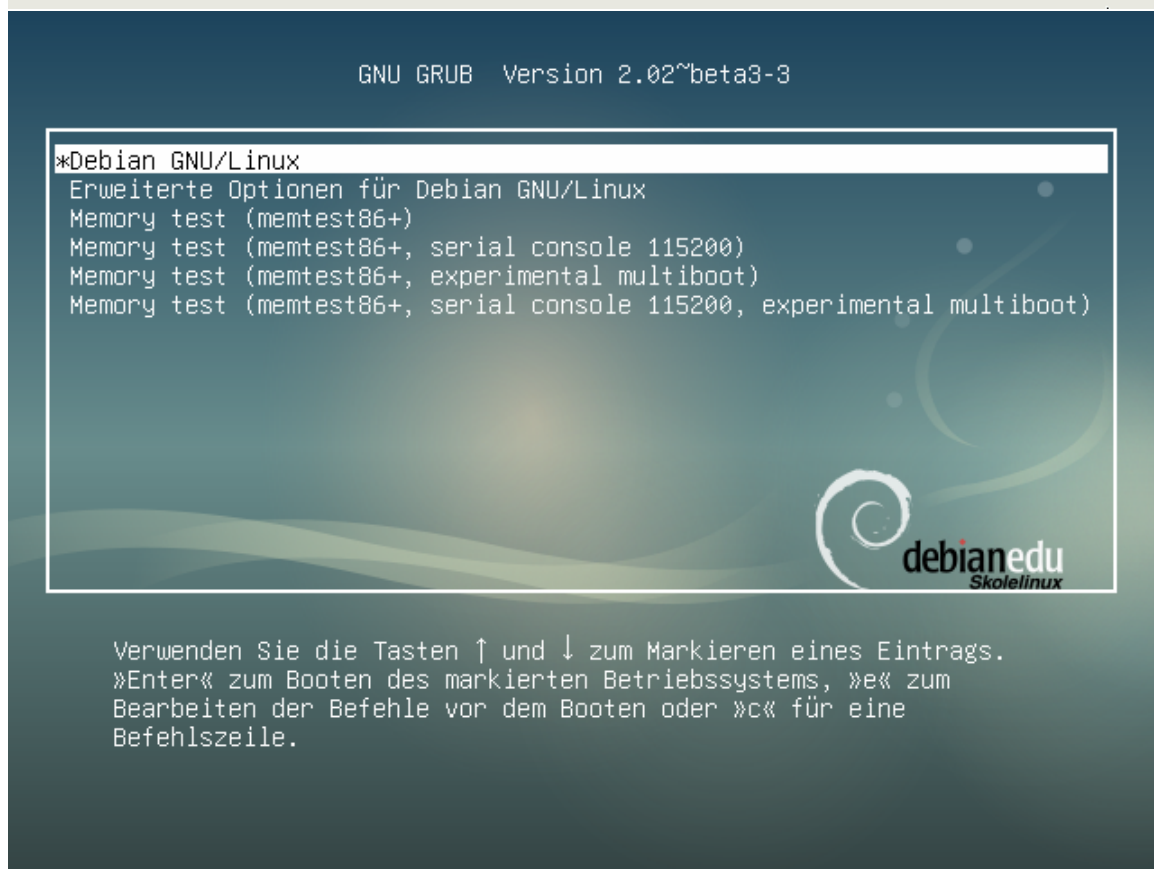 GNU GRUB  Version 2.02~beta3-3
*Debian GNU/Linux
Erweiterte Optionen für Debian GNU/Linux
Memory test (memtest86+)
Memory test (memtest86+, serial console 115200)
Memory test (memtest86+, experimental multiboot)
Memory test (memtest86+, serial console 115200, experimental multiboot)
debianedu
Skolelinux
Verwenden Sie die Tasten ↑ und ↓ zum Markieren eines Eintrags.
»Enter« zum Booten des markierten Betriebssystems, »e« zum
Bearbeiten der Befehle vor dem Booten oder »c« für eine
Befehlszeile.